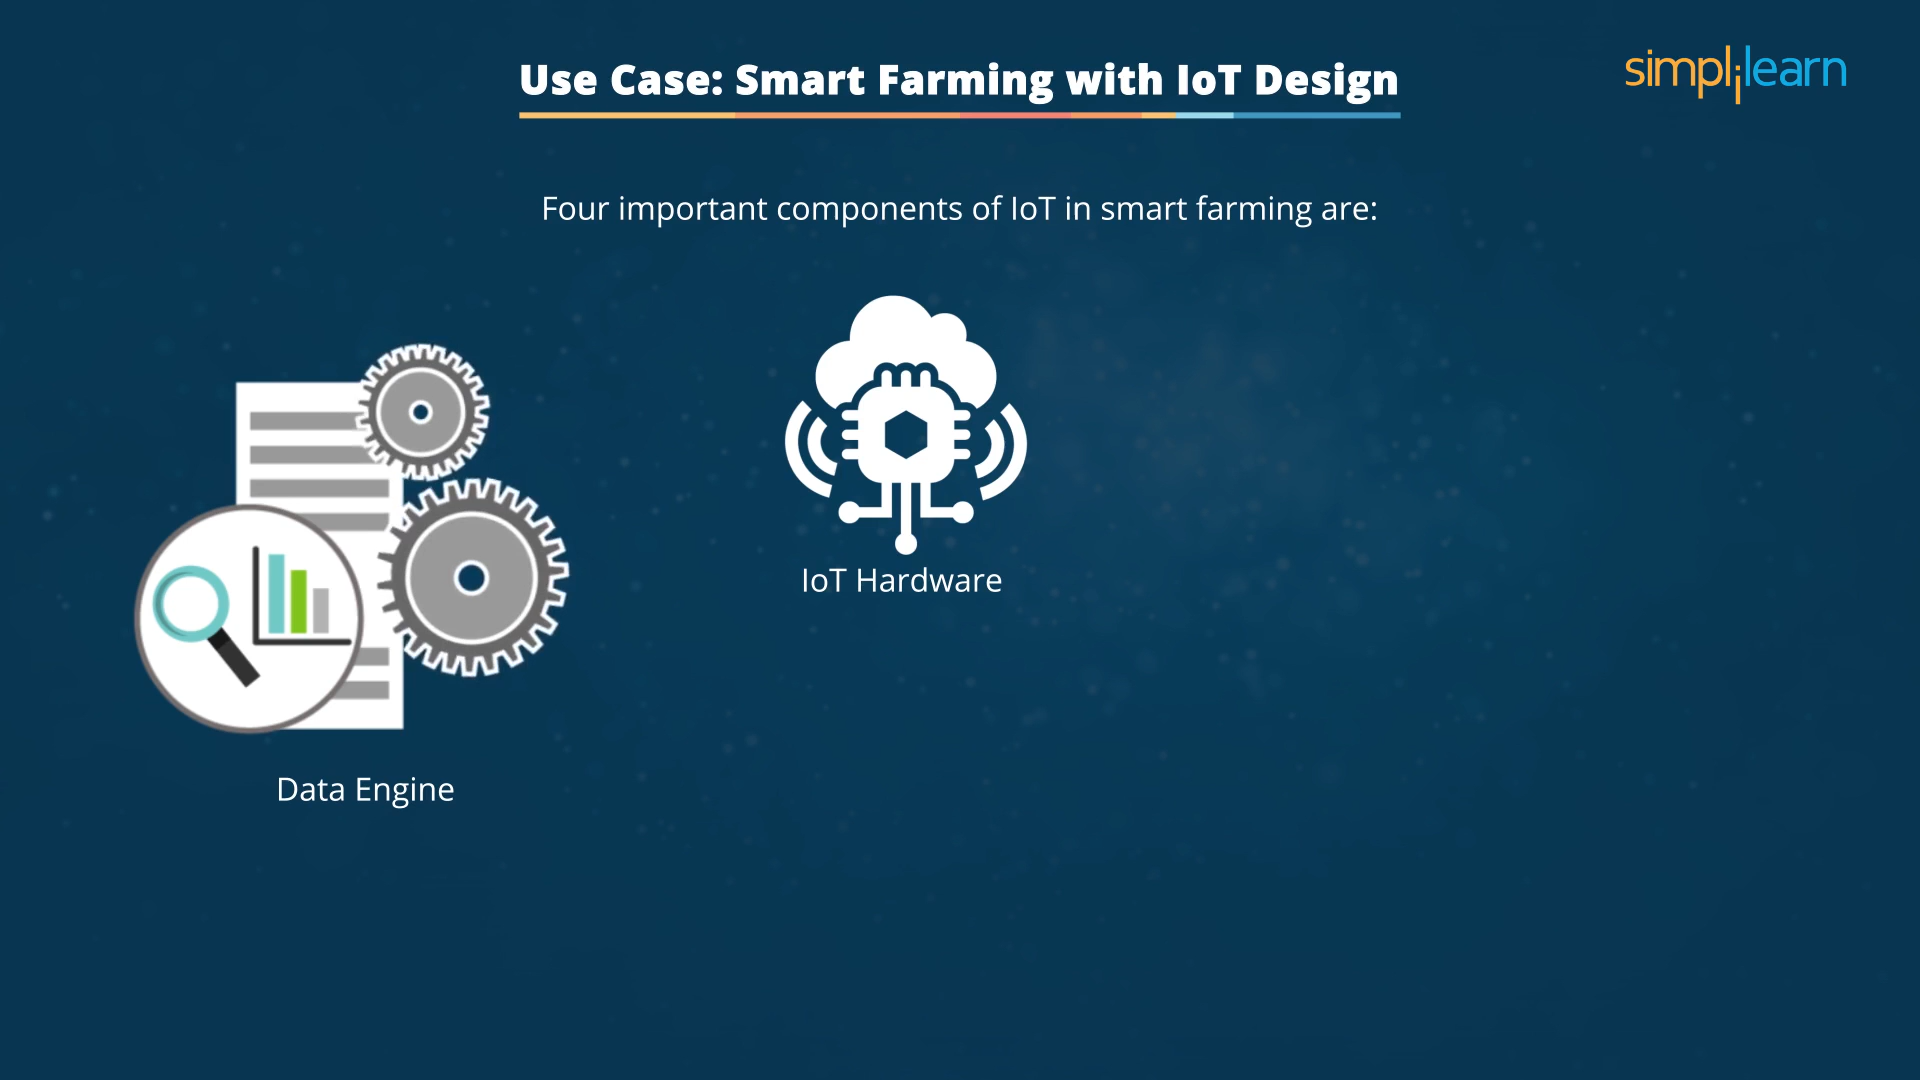 Use Case: Smart Farming with IoT Design
simplilearn
Four important components of IoT in smart farming are:
IoT Hardware
Data Engine